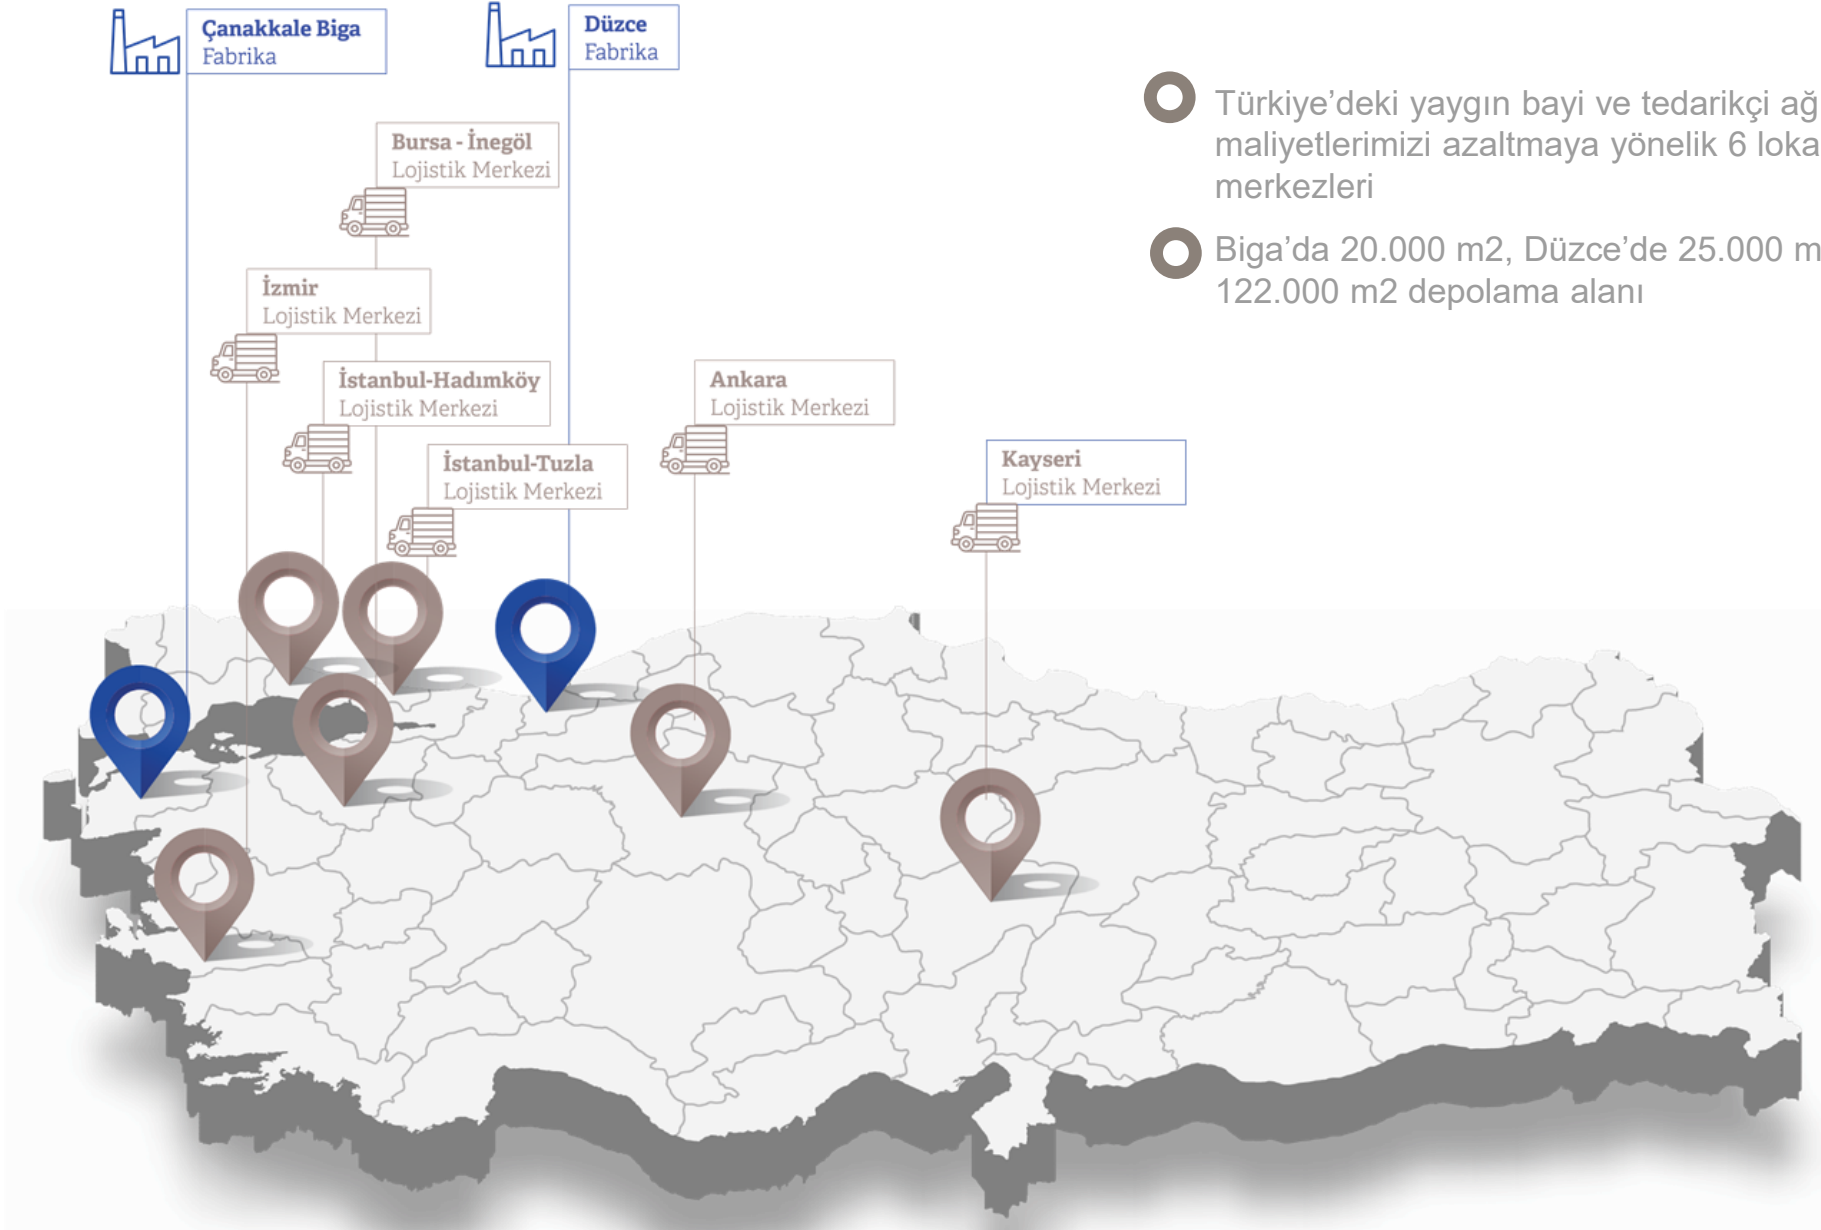 Çanakkale Biga
Fabrika
Düzce
Fabrika
Bursa - İnegöl
Lojistik Merkezi
İzmir
Lojistik Merkezi
İstanbul-Hadımköy
Lojistik Merkezi
İstanbul-Tuzla
Lojistik Merkezi
Ankara
Lojistik Merkezi
Kayseri
Lojistik Merkezi
Türkiye’deki yaygın bayi ve tedarikçi ağ
maliyetlerimizi azaltmaya yönelik 6 loka
merkezleri
Biga’da 20.000 m2, Düzce’de 25.000 m
122.000 m2 depolama alanı